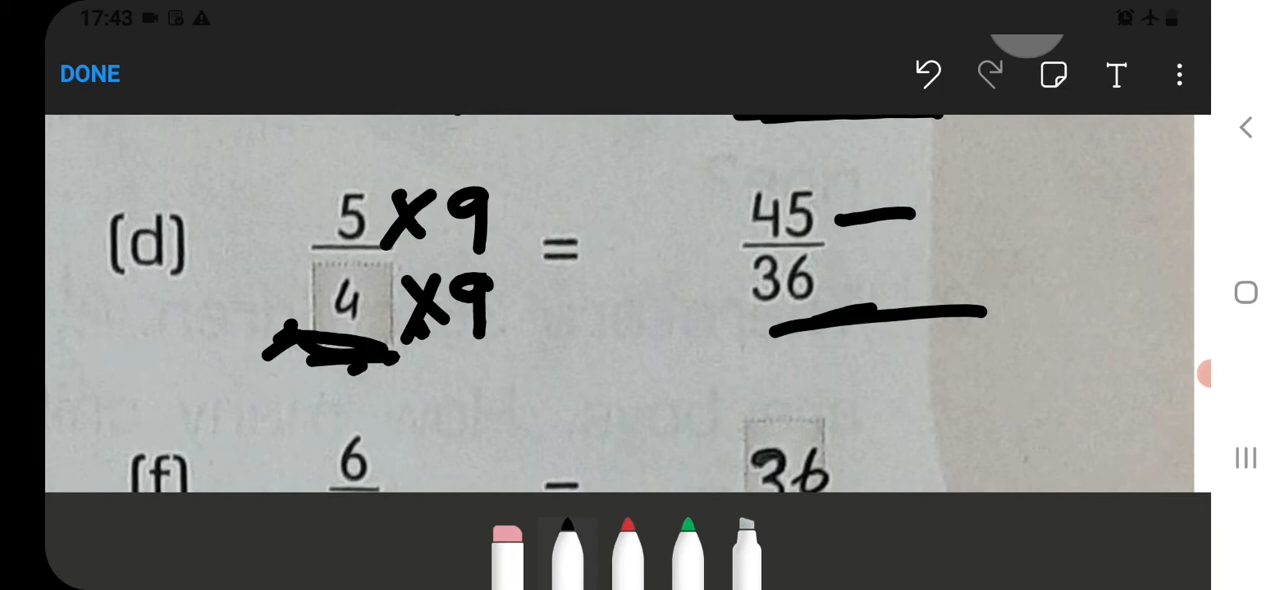 17:43
DONE
T
(d) 5 × 9 = 45
4 × 9 36
(f) 6 = 36